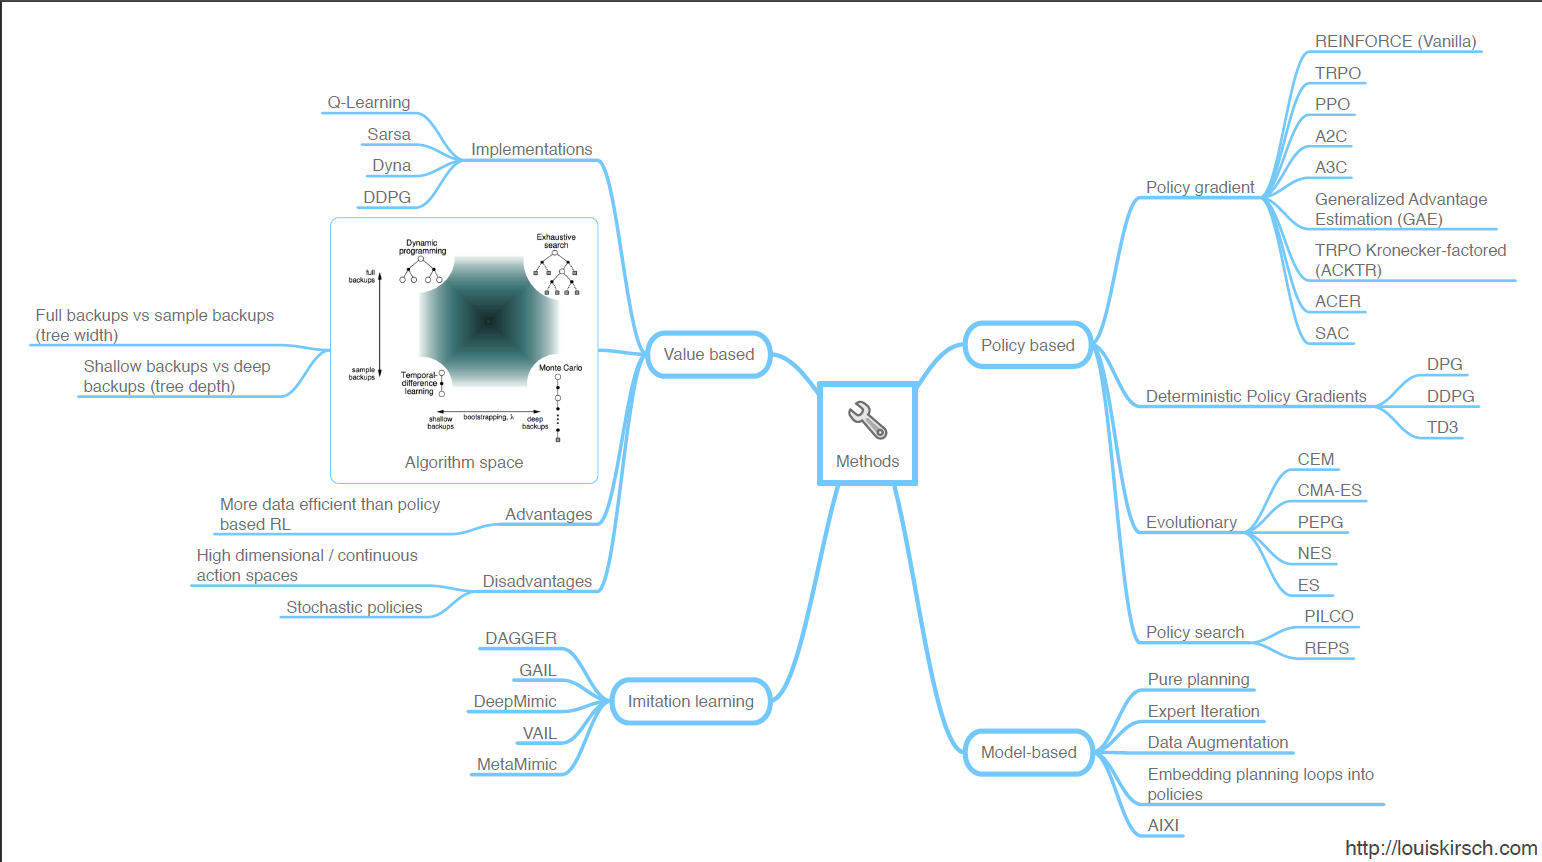 Q-Learning
Sarsa
Dyna
DDPG
Implementations
Dynamic
programming
Exhaustive
search
full
backups
sample
backups
Temporal-
difference
learning
Monte Carlo
shallow
backups
bootstrapping, λ
deep
backups
Algorithm space
Full backups vs sample backups
(tree width)
Shallow backups vs deep
backups (tree depth)
Value based
More data efficient than policy
based RL
Advantages
High dimensional / continuous
action spaces
Stochastic policies
Disadvantages
DAGGER
GAIL
DeepMimic
VAIL
MetaMimic
Imitation learning
Methods
Policy based
Policy gradient
REINFORCE (Vanilla)
TRPO
PPO
A2C
A3C
Generalized Advantage
Estimation (GAE)
TRPO Kronecker-factored
(ACKTR)
ACER
SAC
Deterministic Policy Gradients
DPG
DDPG
TD3
Evolutionary
CEM
CMA-ES
PEPG
NES
ES
Policy search
PILCO
REPS
Model-based
Pure planning
Expert Iteration
Data Augmentation
Embedding planning loops into
policies
AIXI
http://louiskirsch.com